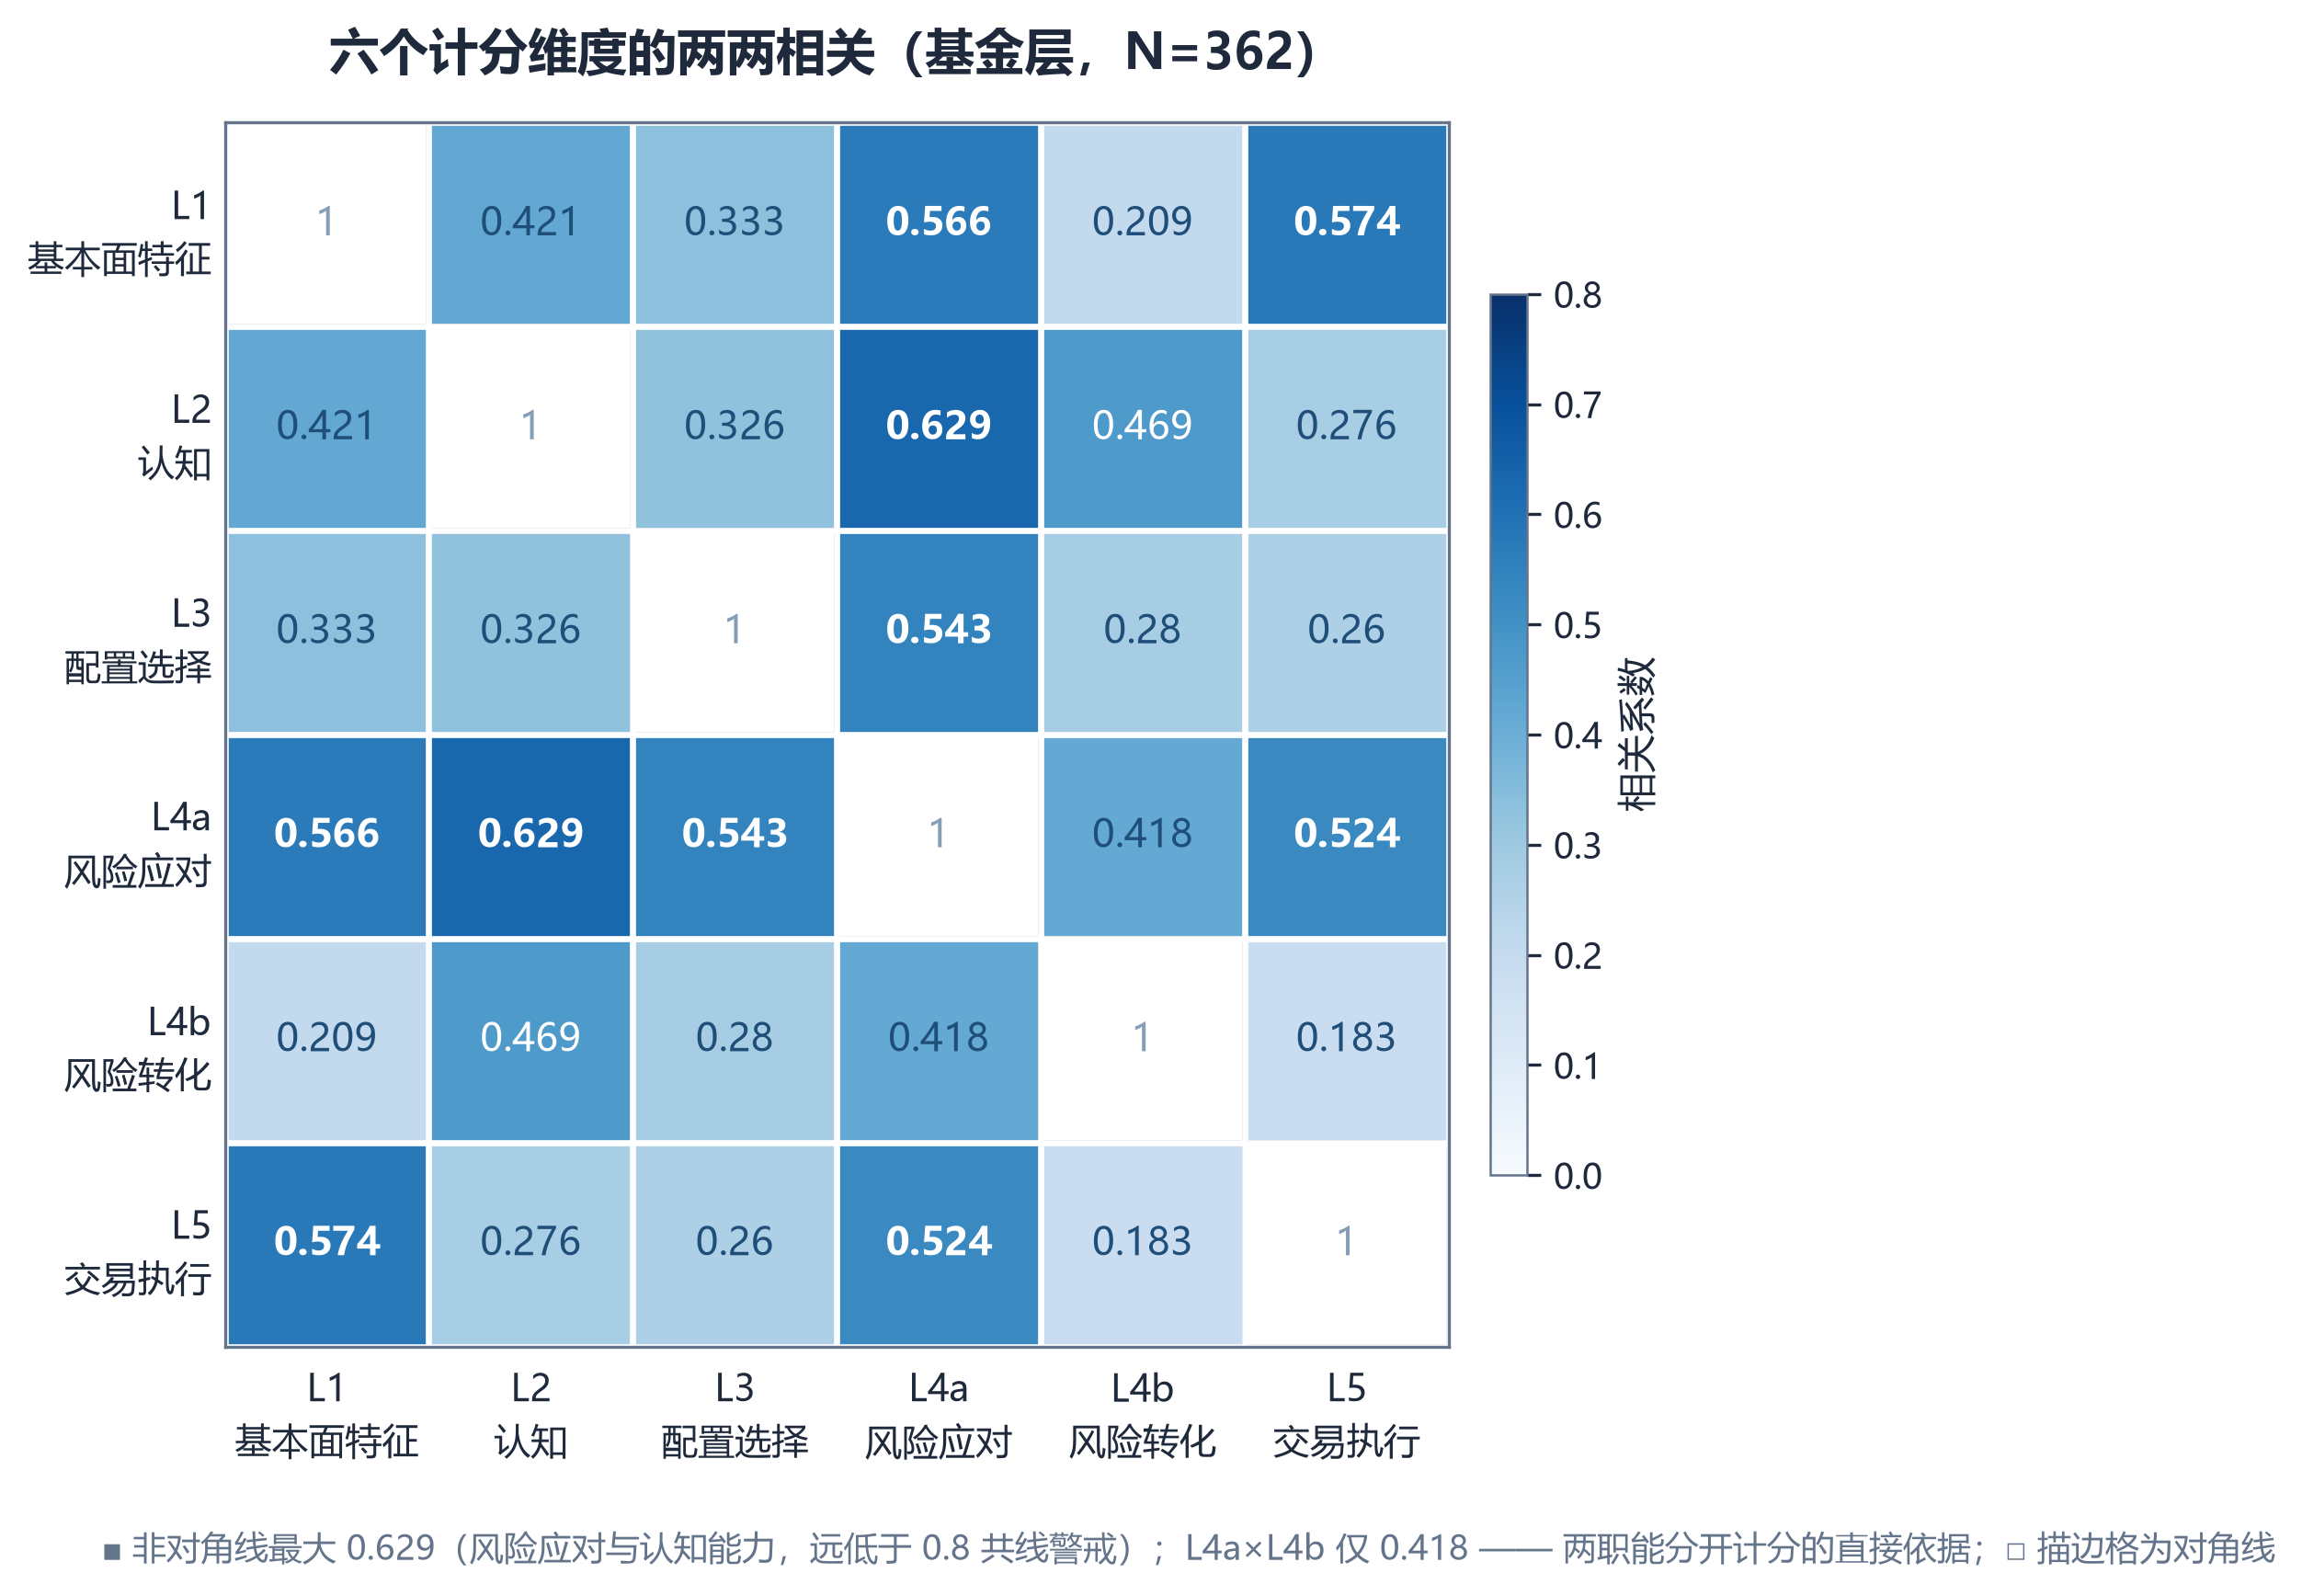 六个计分维度的两两相关（基金层，N=362）
L1
基本面特征
1 0.421 0.333 0.566 0.209 0.574
L2
认知
0.421 1 0.326 0.629 0.469 0.276
L3
配置选择
0.333 0.326 1 0.543 0.28 0.26
L4a
风险应对
0.566 0.629 0.543 1 0.418 0.524
L4b
风险转化
0.209 0.469 0.28 0.418 1 0.183
L5
交易执行
0.574 0.276 0.26 0.524 0.183 1
L1 L2 L3 L4a L4b L5
基本面特征 认知 配置选择 风险应对 风险转化 交易执行
0.8
0.7
0.6
0.5
0.4
0.3
0.2
0.1
0.0
相关系数
■ 非对角线最大 0.629（风险应对与认知能力，远低于 0.8 共线警戒）；L4a×L4b 仅 0.418 —— 两职能分开计分的直接依据；□ 描边格为对角线